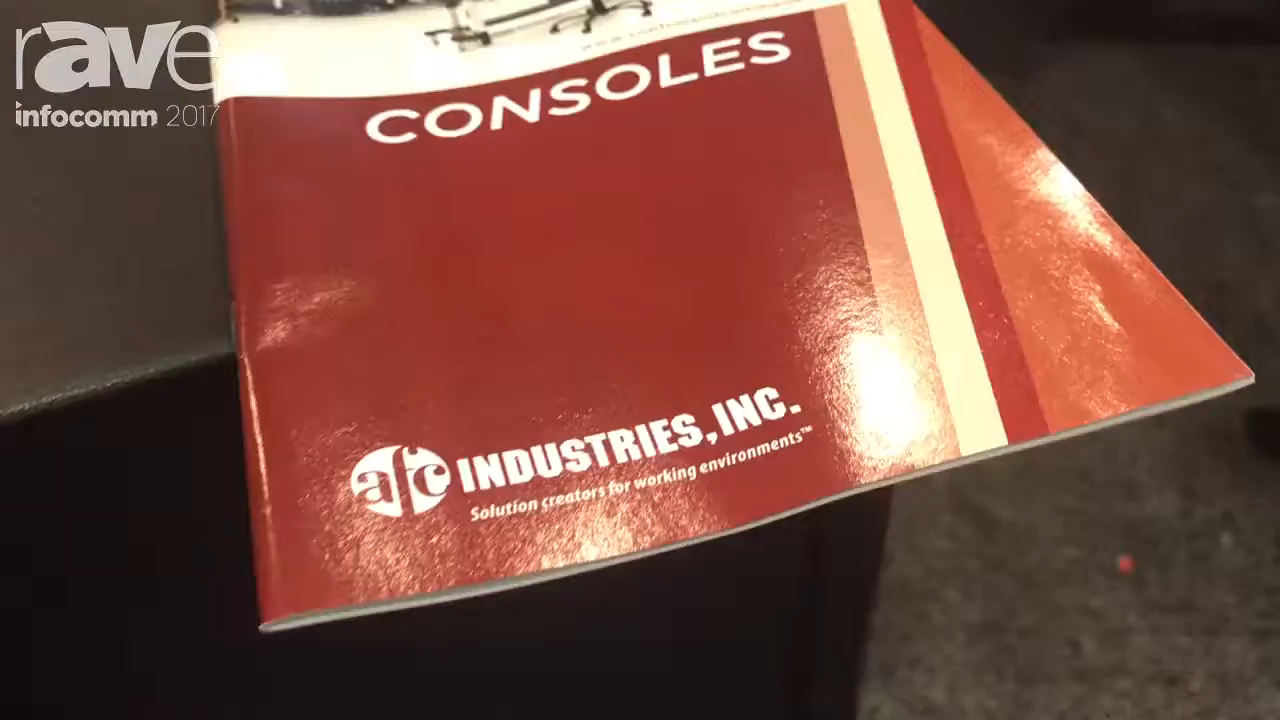 rAVe
infocomm 2017
CONSOLES
afc INDUSTRIES, INC.
Solution creators for working environments™